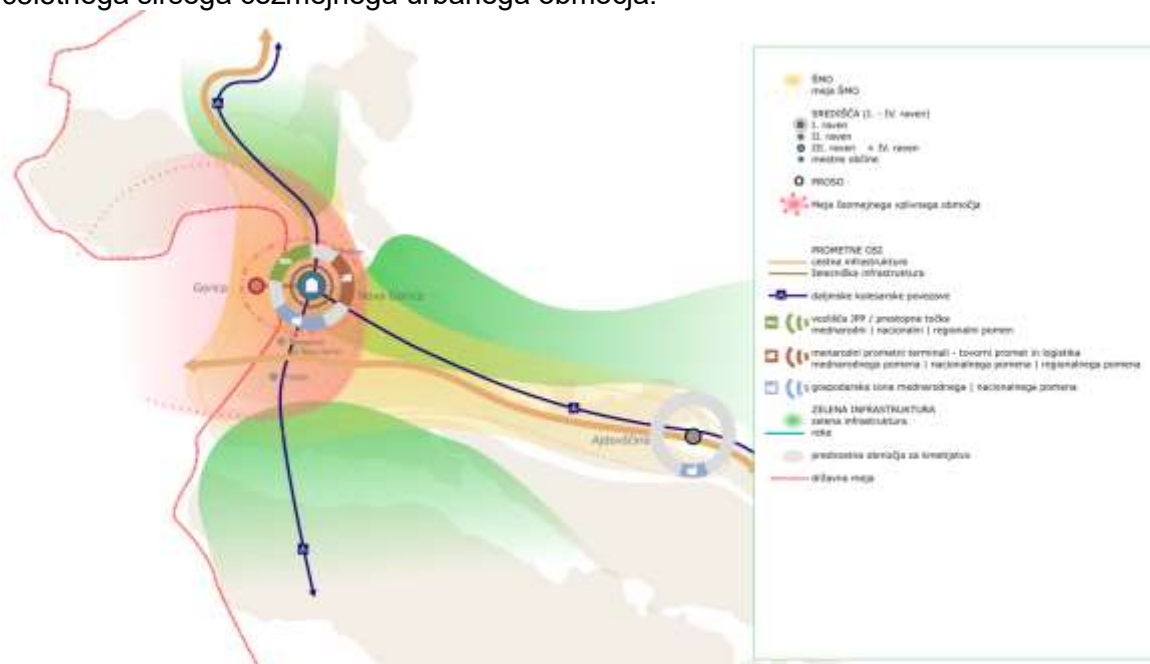 celotnega širšega čezmejnega urbanega območja.
ŠMO
meja ŠMO
SREDIŠČA (I. - IV. raven)
I. raven
II. raven
III. raven IV. raven
mestne občine
PROSO
Meja čezmejnega vplivnega območja
PROMETNE OSI
cestna infrastruktura
železniška infrastruktura
daljinske kolesarske povezave
vozlišča JPP / prestopne točke
mednarodni | nacionalni | regionalni pomen
menarodni prometni terminali - tovorni promet in logistika
mednarodnega pomena | nacionalnega pomena | regionalnega pomena
gospodarska cona mednarodnega | nacionalnega pomena
ZELENA INFRASTRUKTURA
zelena infrastruktura
reke
prednostna območja za kmetijstvo
državna meja
Gorica
Nova Gorica
Ajdovščina